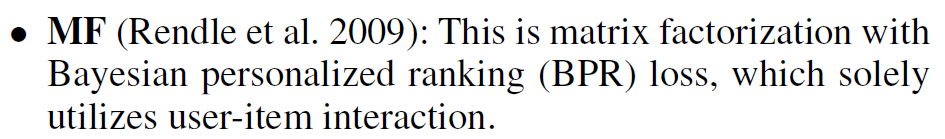 • MF (Rendle et al. 2009): This is matrix factorization with
Bayesian personalized ranking (BPR) loss, which solely
utilizes user-item interaction.